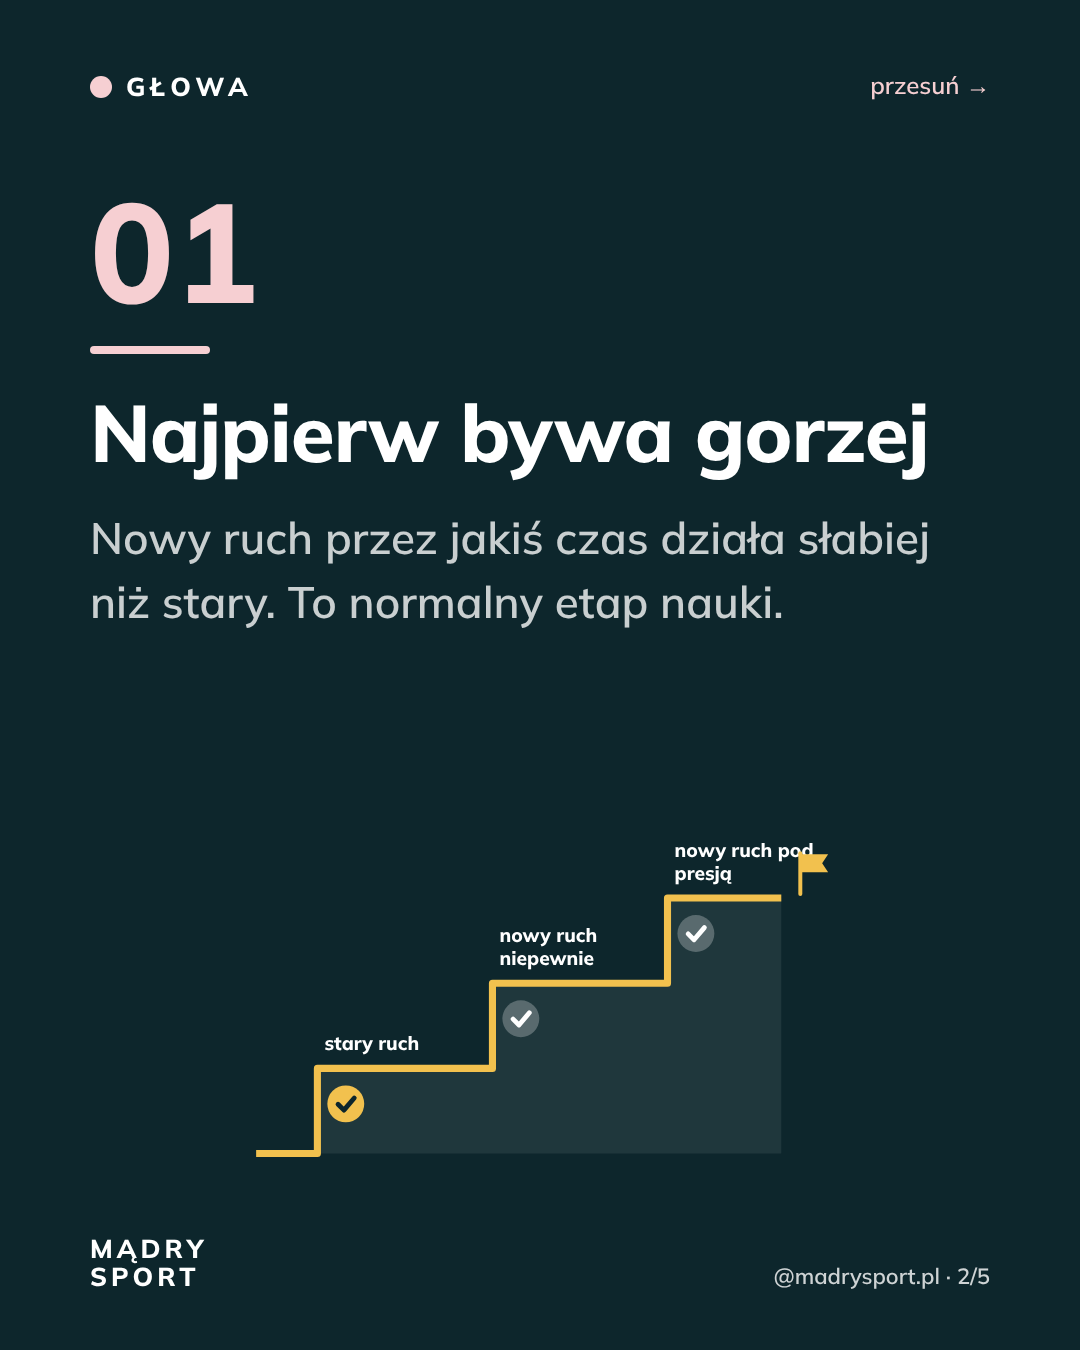 GŁOWA
przesuń →
01
Najpierw bywa gorzej
Nowy ruch przez jakiś czas działa słabiej
niż stary. To normalny etap nauki.
nowy ruch pod
presją
nowy ruch
niepewnie
stary ruch
MĄDRY
SPORT
@madrysport.pl · 2/5